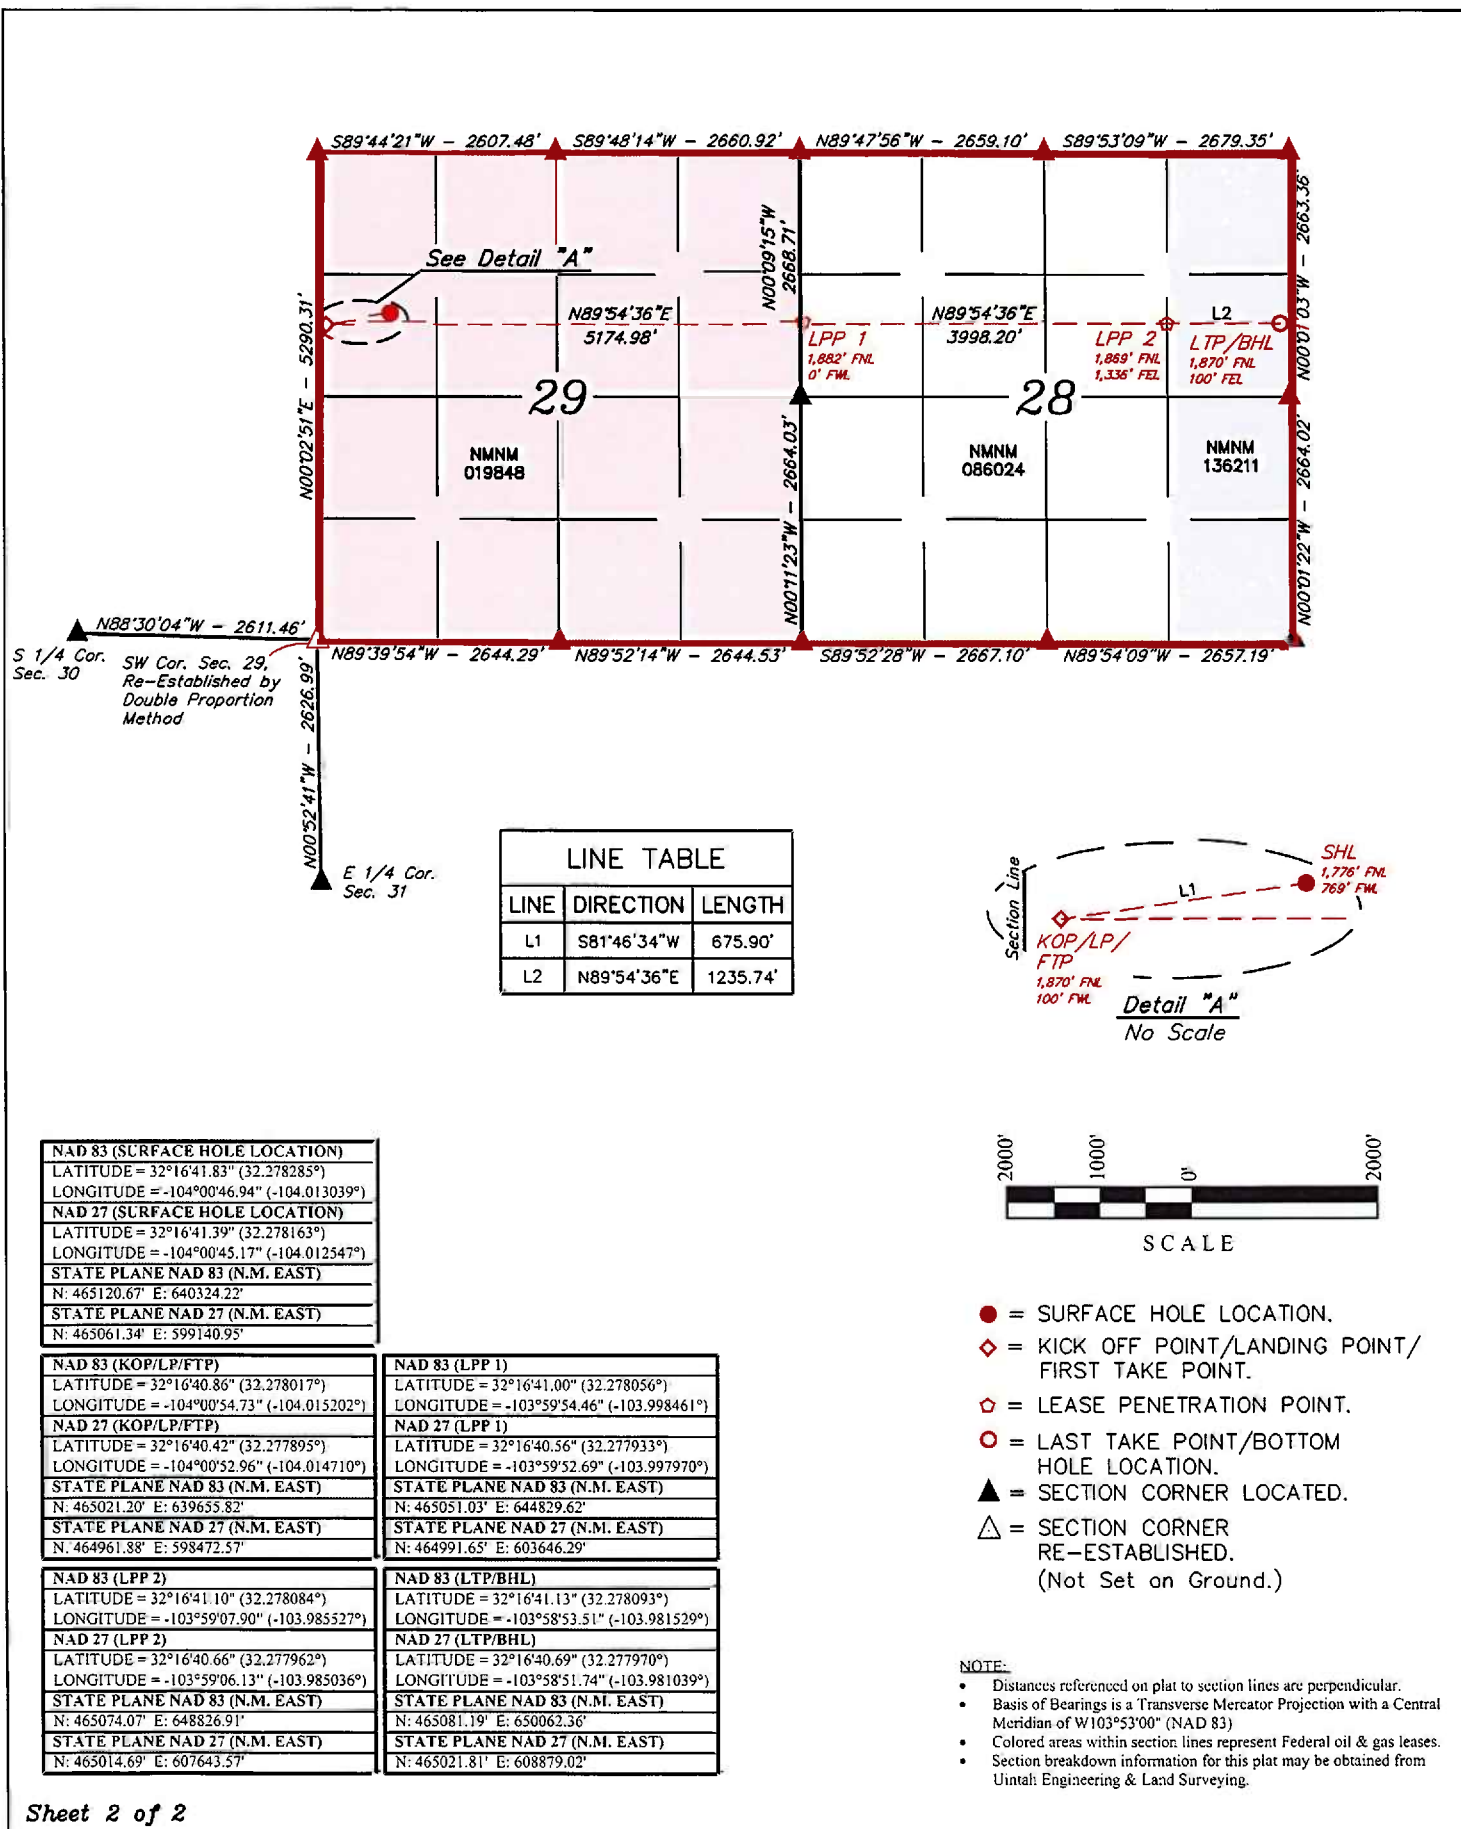 S89°44'21"W - 2607.48' S89°48'14"W - 2660.92' N89°47'56"W - 2659.10' S89°53'09"W - 2679.35'
N00°02'51"E - 5290.31'
N00°09'15"W
2668.71'
N00°01'03"W - 2663.36'
See Detail "A"
N89°54'36"E
5174.98'
N89°54'36"E
3998.20'
L2
LPP 1
1,882' FNL
0' FWL
LPP 2
1,869' FNL
1,336' FEL
LTP/BHL
1,870' FNL
100' FEL
29
28
NMNM
019848
NMNM
086024
NMNM
136211
N00°11'23"W - 2664.03'
N00°01'22"W - 2664.02'
N88°30'04"W - 2611.46'
N89°39'54"W - 2644.29' N89°52'14"W - 2644.53' S89°52'28"W - 2667.10' N89°54'09"W - 2657.19'
S 1/4 Cor.
Sec. 30
SW Cor. Sec. 29,
Re-Established by
Double Proportion
Method
N00°52'41"W - 2626.99'
E 1/4 Cor.
Sec. 31
LINE TABLE
LINE DIRECTION LENGTH
L1 S81°46'34"W 675.90'
L2 N89°54'36"E 1235.74'
Section Line
SHL
1,776' FNL
769' FWL
L1
KOP/LP/
FTP
1,870' FNL
100' FWL
Detail "A"
No Scale
NAD 83 (SURFACE HOLE LOCATION)
LATITUDE = 32°16'41.83" (32.278285°)
LONGITUDE = -104°00'46.94" (-104.013039°)
NAD 27 (SURFACE HOLE LOCATION)
LATITUDE = 32°16'41.39" (32.278163°)
LONGITUDE = -104°00'45.17" (-104.012547°)
STATE PLANE NAD 83 (N.M. EAST)
N: 465120.67' E: 640324.22'
STATE PLANE NAD 27 (N.M. EAST)
N: 465061.34' E: 599140.95'
NAD 83 (KOP/LP/FTP)
LATITUDE = 32°16'40.86" (32.278017°)
LONGITUDE = -104°00'54.73" (-104.015202°)
NAD 27 (KOP/LP/FTP)
LATITUDE = 32°16'40.42" (32.277895°)
LONGITUDE = -104°00'52.96" (-104.014710°)
STATE PLANE NAD 83 (N.M. EAST)
N: 465021.20' E: 639655.82'
STATE PLANE NAD 27 (N.M. EAST)
N: 464961.88' E: 598472.57'
NAD 83 (LPP 1)
LATITUDE = 32°16'41.00" (32.278056°)
LONGITUDE = -103°59'54.46" (-103.998461°)
NAD 27 (LPP 1)
LATITUDE = 32°16'40.56" (32.277933°)
LONGITUDE = -103°59'52.69" (-103.997970°)
STATE PLANE NAD 83 (N.M. EAST)
N: 465051.03' E: 644829.62'
STATE PLANE NAD 27 (N.M. EAST)
N: 464991.65' E: 603646.29'
NAD 83 (LPP 2)
LATITUDE = 32°16'41.10" (32.278084°)
LONGITUDE = -103°59'07.90" (-103.985527°)
NAD 27 (LPP 2)
LATITUDE = 32°16'40.66" (32.277962°)
LONGITUDE = -103°59'06.13" (-103.985036°)
STATE PLANE NAD 83 (N.M. EAST)
N: 465074.07' E: 648826.91'
STATE PLANE NAD 27 (N.M. EAST)
N: 465014.69' E: 607643.57'
NAD 83 (LTP/BHL)
LATITUDE = 32°16'41.13" (32.278093°)
LONGITUDE = -103°58'53.51" (-103.981529°)
NAD 27 (LTP/BHL)
LATITUDE = 32°16'40.69" (32.277970°)
LONGITUDE = -103°58'51.74" (-103.981039°)
STATE PLANE NAD 83 (N.M. EAST)
N: 465081.19' E: 650062.36'
STATE PLANE NAD 27 (N.M. EAST)
N: 465021.81' E: 608879.02'
2000' 1000' 0' 2000'
SCALE
= SURFACE HOLE LOCATION.
= KICK OFF POINT/LANDING POINT/
FIRST TAKE POINT.
= LEASE PENETRATION POINT.
= LAST TAKE POINT/BOTTOM
HOLE LOCATION.
= SECTION CORNER LOCATED.
= SECTION CORNER
RE-ESTABLISHED.
(Not Set on Ground.)
NOTE:
• Distances referenced on plat to section lines are perpendicular.
• Basis of Bearings is a Transverse Mercator Projection with a Central
Meridian of W103°53'00" (NAD 83)
• Colored areas within section lines represent Federal oil & gas leases.
• Section breakdown information for this plat may be obtained from
Uintah Engineering & Land Surveying.
Sheet 2 of 2